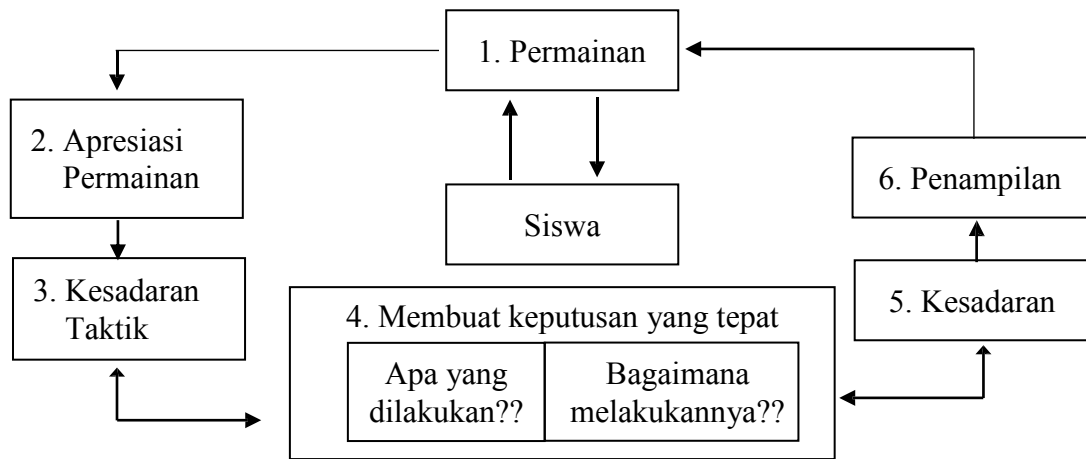 1. Permainan
2. Apresiasi
Permainan
Siswa
3. Kesadaran
Taktik
4. Membuat keputusan yang tepat
Apa yang
dilakukan??
Bagaimana
melakukannya??
5. Kesadaran
6. Penampilan